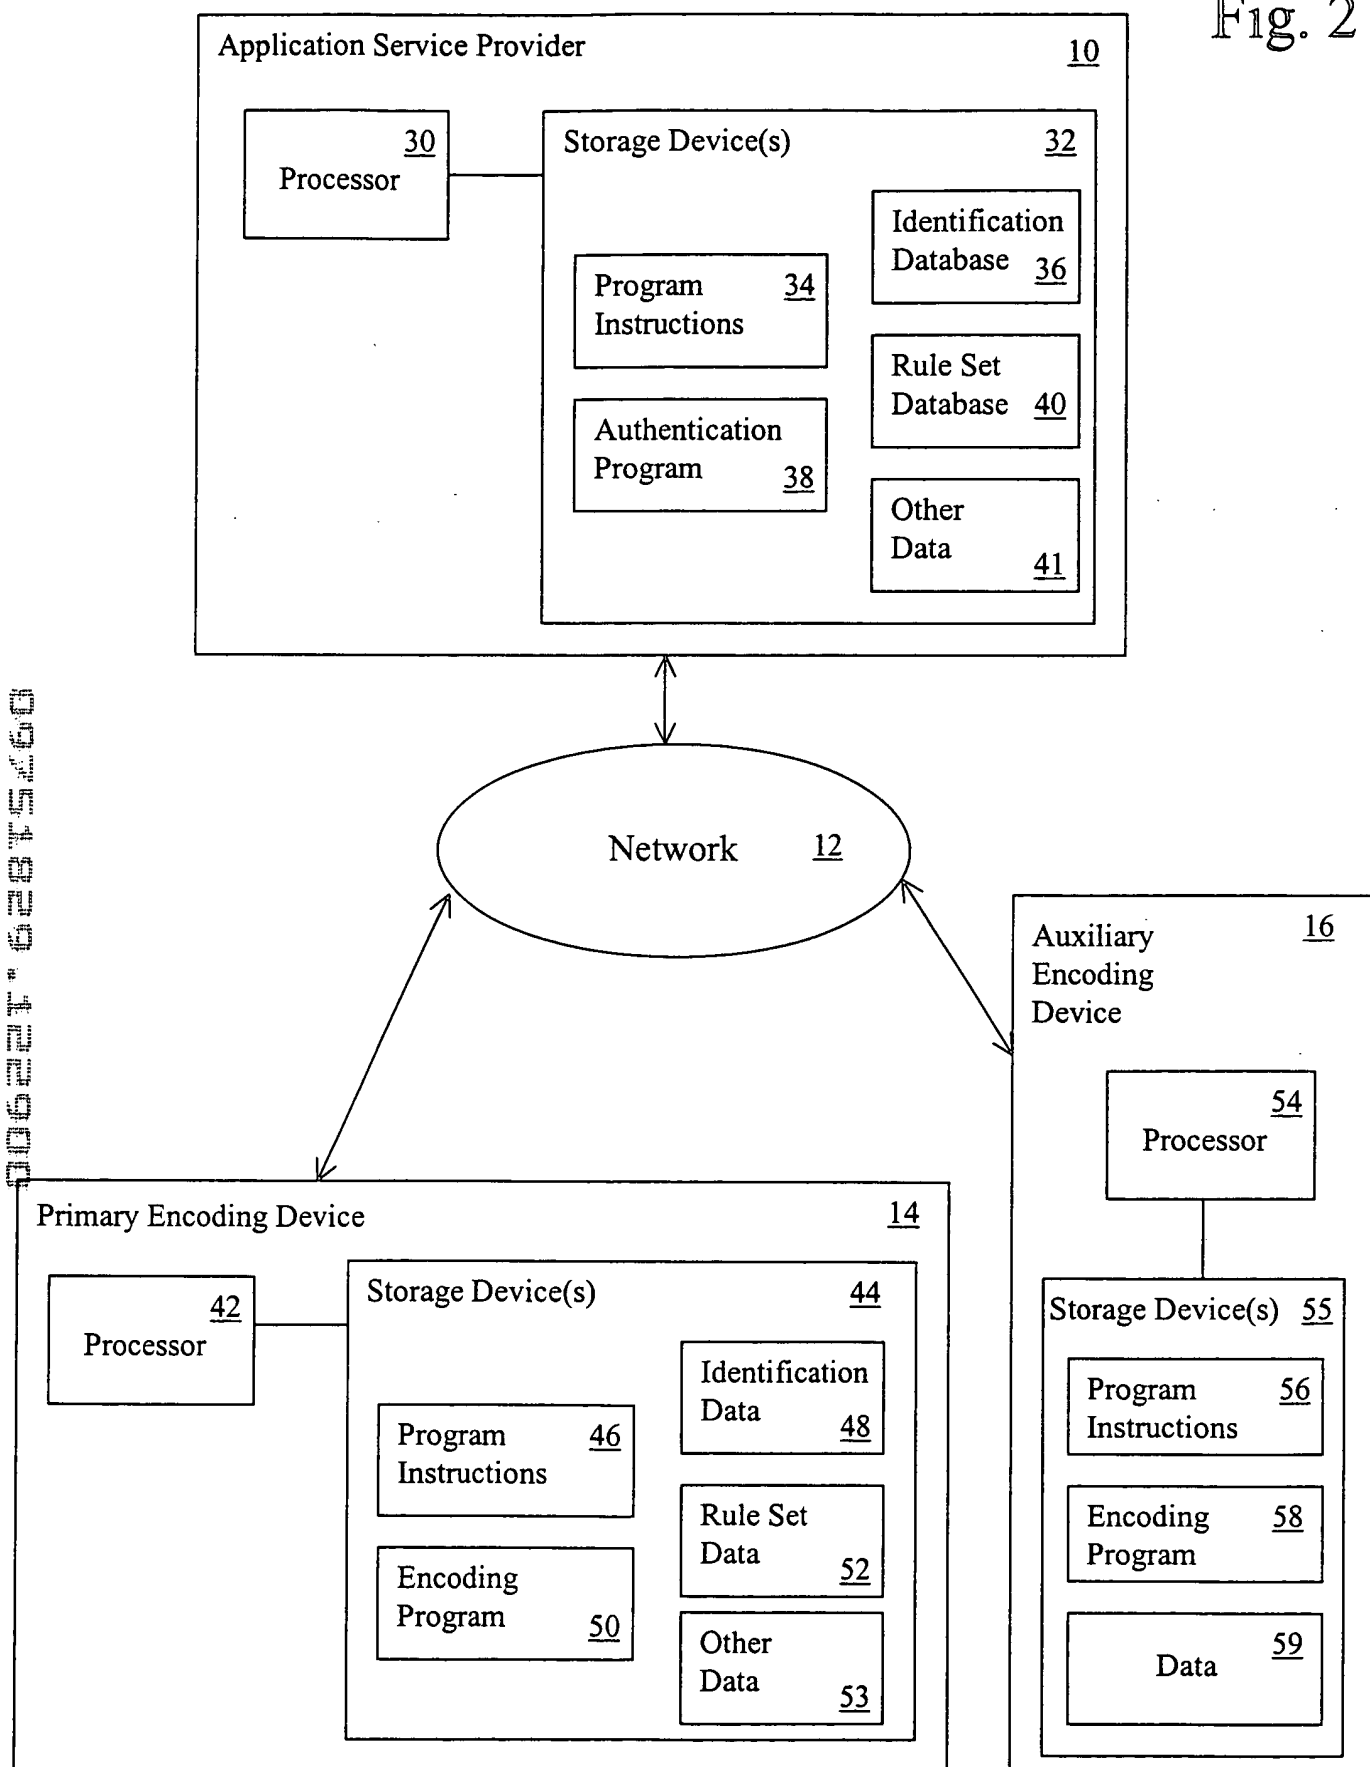 Fig. 2
Application Service Provider 10
30
Processor
Storage Device(s) 32
Identification
Database 36
Program 34
Instructions
Rule Set
Database 40
Authentication
Program 38
Other
Data 41
Network 12
09751829.122900
Auxiliary 16
Encoding
Device
54
Processor
Storage Device(s) 55
Program 56
Instructions
Encoding 58
Program
59
Data
Primary Encoding Device 14
42
Processor
Storage Device(s) 44
Identification
Data 48
Program 46
Instructions
Rule Set
Data 52
Encoding
Program 50
Other
Data 53